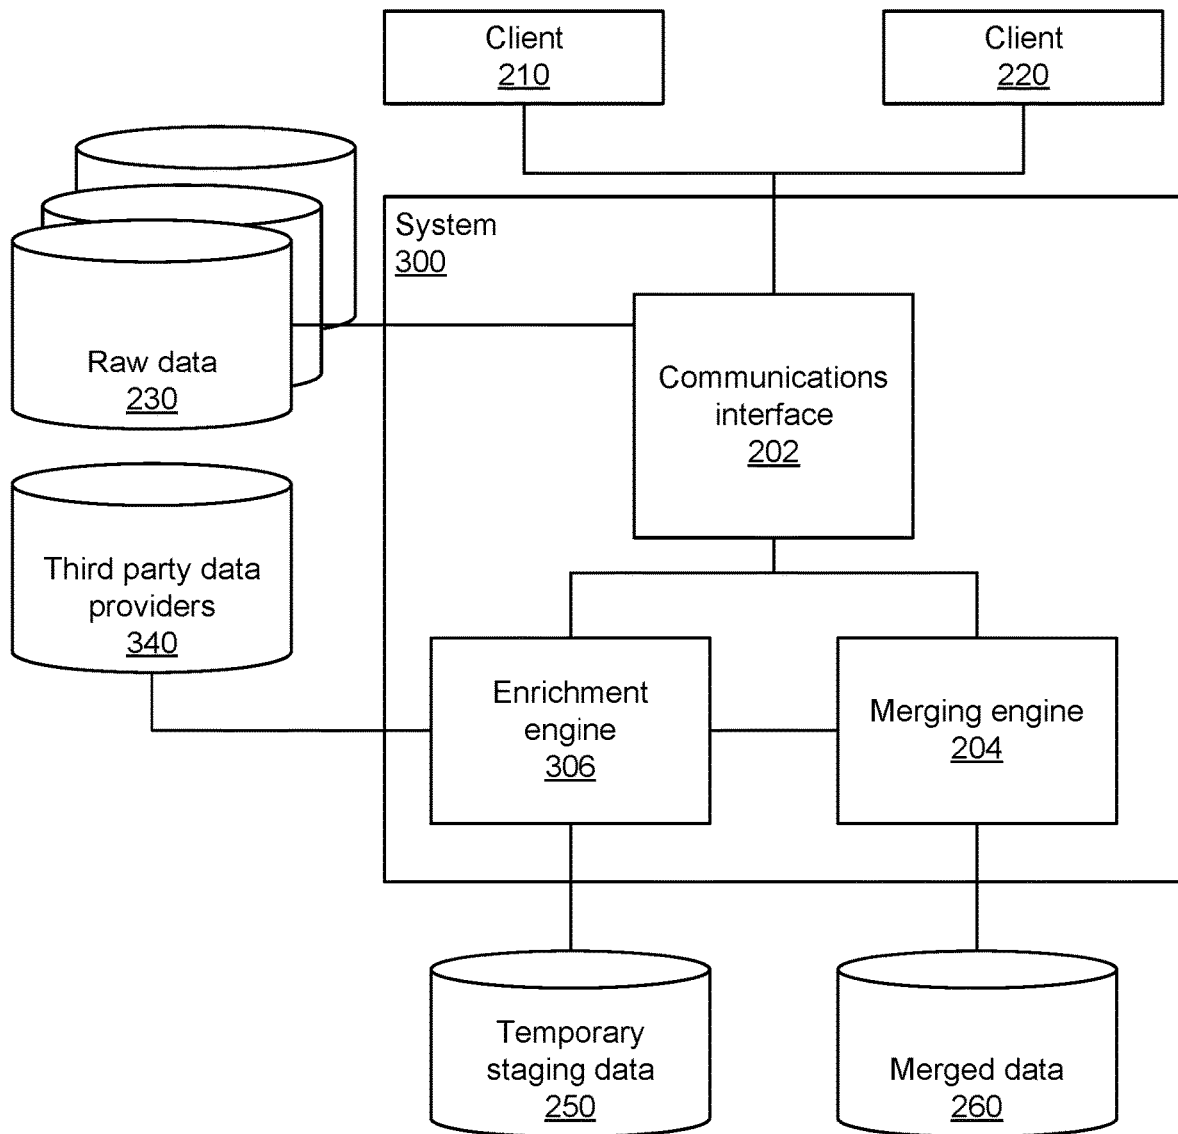 Client
210
Client
220
System
300
Raw data
230
Communications
interface
202
Third party data
providers
340
Enrichment
engine
306
Merging engine
204
Temporary
staging data
250
Merged data
260